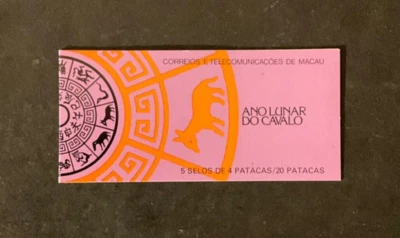 CORREIOS E TELECOMUNICAÇÕES DE MACAU
ANO LUNAR
DO CAVALO
5 SELOS DE 4 PATACAS/20 PATACAS